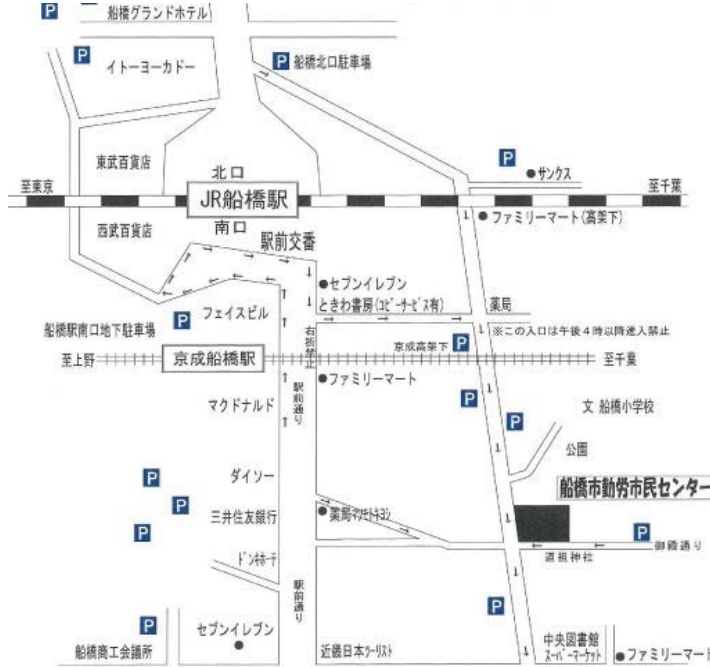 P
船橋グランドホテル
P
イトーヨーカドー
P
船橋北口駐車場
P
東武百貨店
北口
サンクス
至東京
JR船橋駅
至千葉
西武百貨店
南口
駅前交番
ファミリーマート(高架下)
セブンイレブン
ときわ書房(コピーサービス有)
薬局
P
フェイスビル
船橋駅南口地下駐車場
右折禁止
※この入口は午後4時以降進入禁止
京成高架下
P
至上野
京成船橋駅
至千葉
ファミリーマート
駅前通り
マクドナルド
P
P
文 船橋小学校
公園
P
ダイソー
P
船橋市勤労市民センター
三井住友銀行
薬局マツモトキヨシ
P
P
御殿通り
道祖神社
ドンキホーテ
駅前通り
P
P
セブンイレブン
船橋商工会議所
近畿日本ツーリスト
中央図書館
スーパーマーケット
ファミリーマート